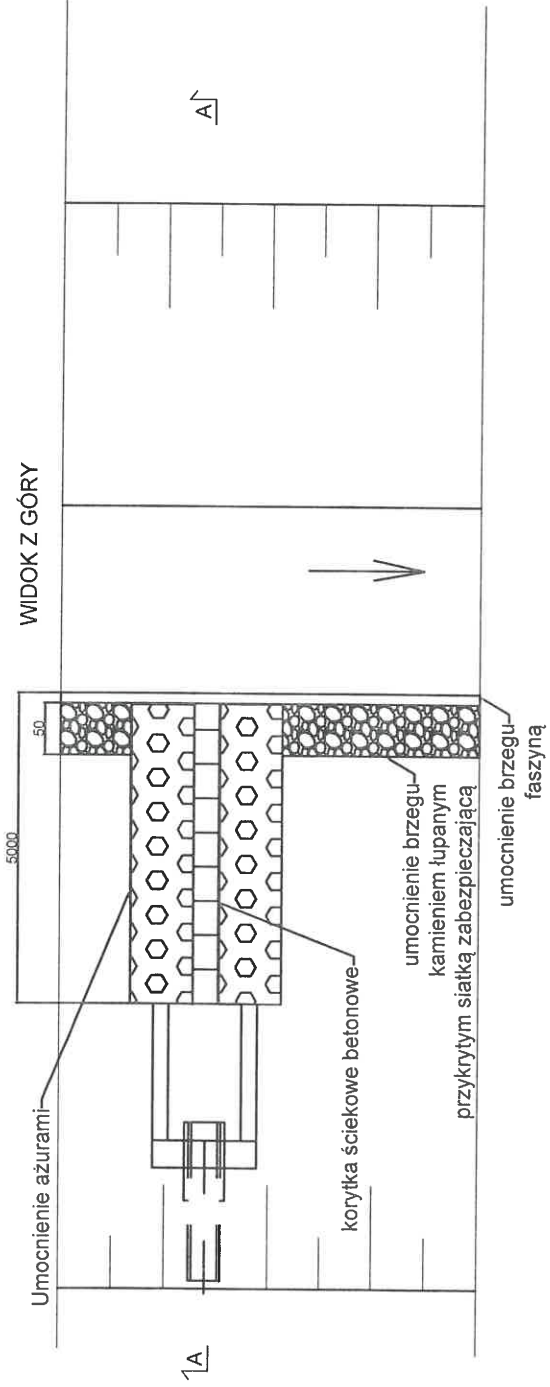 WIDOK Z GÓRY
A
50
5000
Umocnienie ażurami
korytka ściekowe betonowe
umocnienie brzegu
kamieniem łupanym
przykrytym siatką zabezpieczającą
umocnienie brzegu
faszyną
A